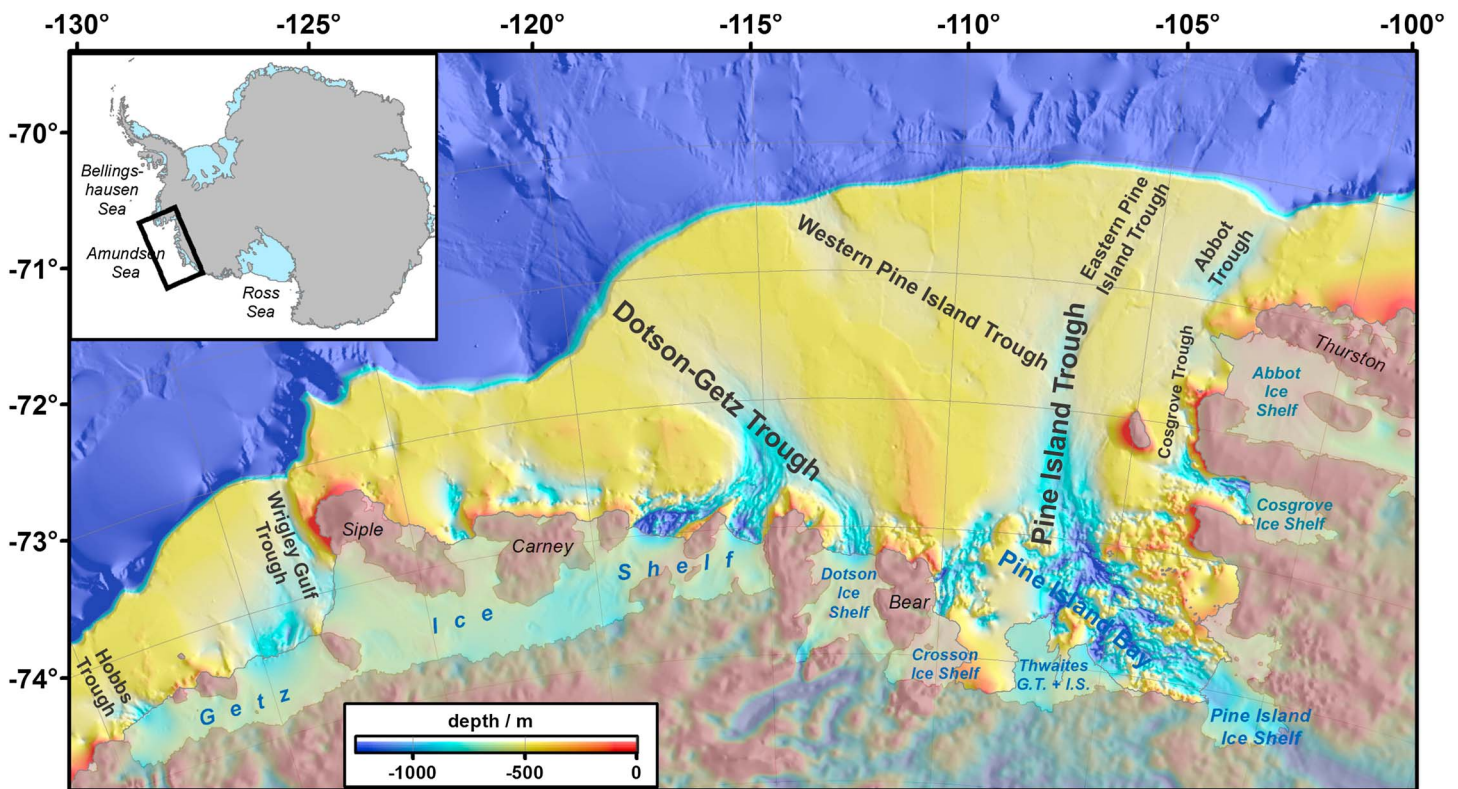 -130°
-125°
-120°
-115°
-110°
-105°
-100°
-70°
-71°
-72°
-73°
-74°
Bellings-
hausen
Sea
Amundsen
Sea
Ross
Sea
Western Pine Island Trough
Eastern Pine
Island Trough
Abbot
Trough
Dotson-Getz Trough
Pine Island Trough
Cosgrove Trough
Thurston
Abbot
Ice
Shelf
Cosgrove
Ice Shelf
Wrigley Gulf
Trough
Siple
Carney
Getz Ice Shelf
Dotson
Ice
Shelf
Bear
Pine Island Bay
Crosson
Ice Shelf
Thwaites
G.T. + I.S.
Pine Island
Ice Shelf
Hobbs
Trough
depth / m
-1000
-500
0